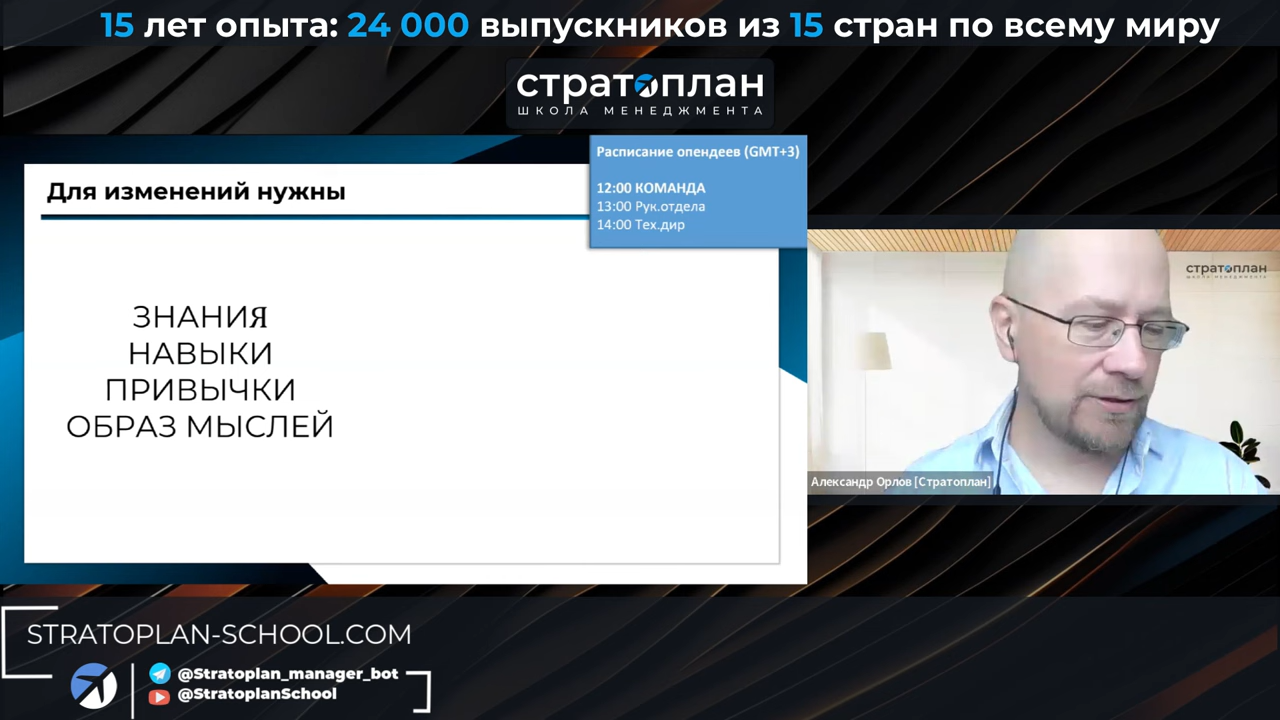 15 лет опыта: 24 000 выпускников из 15 стран по всему миру
стратоплан
ШКОЛА МЕНЕДЖМЕНТА
Расписание опендеев (GMT+3)
12:00 КОМАНДА
13:00 Рук.отдела
14:00 Тех.дир
Для изменений нужны
ЗНАНИЯ
НАВЫКИ
ПРИВЫЧКИ
ОБРАЗ МЫСЛЕЙ
стратоплан
ШКОЛА МЕНЕДЖМЕНТА
Александр Орлов [Стратоплан]
STRATOPLAN-SCHOOL.COM
@Stratoplan_manager_bot
@StratoplanSchool